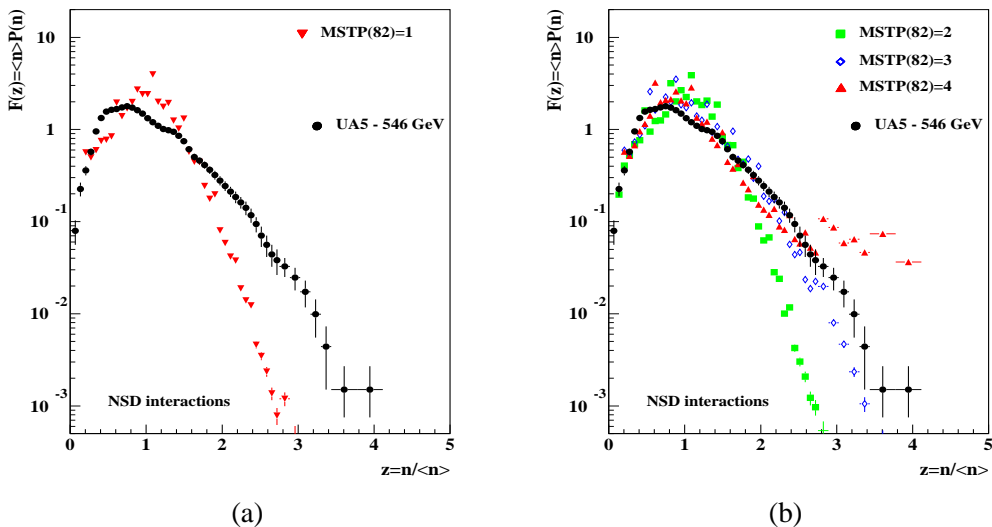 F(z)=<n>P(n)
10
1
10 -1
10 -2
10 -3
MSTP(82)=1
UA5 - 546 GeV
NSD interactions
0 1 2 3 4 5
z=n/<n>
(a)
F(z)=<n>P(n)
10
1
10 -1
10 -2
10 -3
MSTP(82)=2
MSTP(82)=3
MSTP(82)=4
UA5 - 546 GeV
NSD interactions
0 1 2 3 4 5
z=n/<n>
(b)